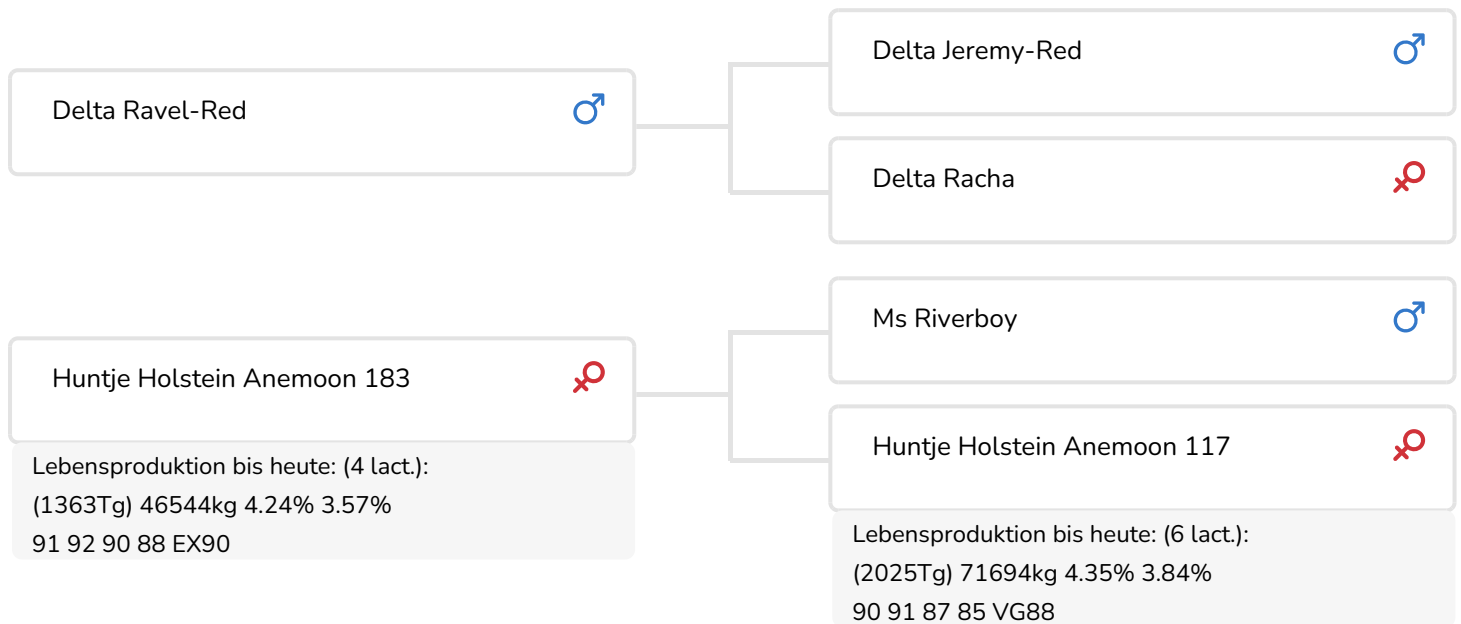 Delta Ravel-Red
Delta Jeremy-Red
Delta Racha
Huntje Holstein Anemoon 183
Lebensproduktion bis heute: (4 lact.):
(1363Tg) 46544kg 4.24% 3.57%
91 92 90 88 EX90
Ms Riverboy
Huntje Holstein Anemoon 117
Lebensproduktion bis heute: (6 lact.):
(2025Tg) 71694kg 4.35% 3.84%
90 91 87 85 VG88